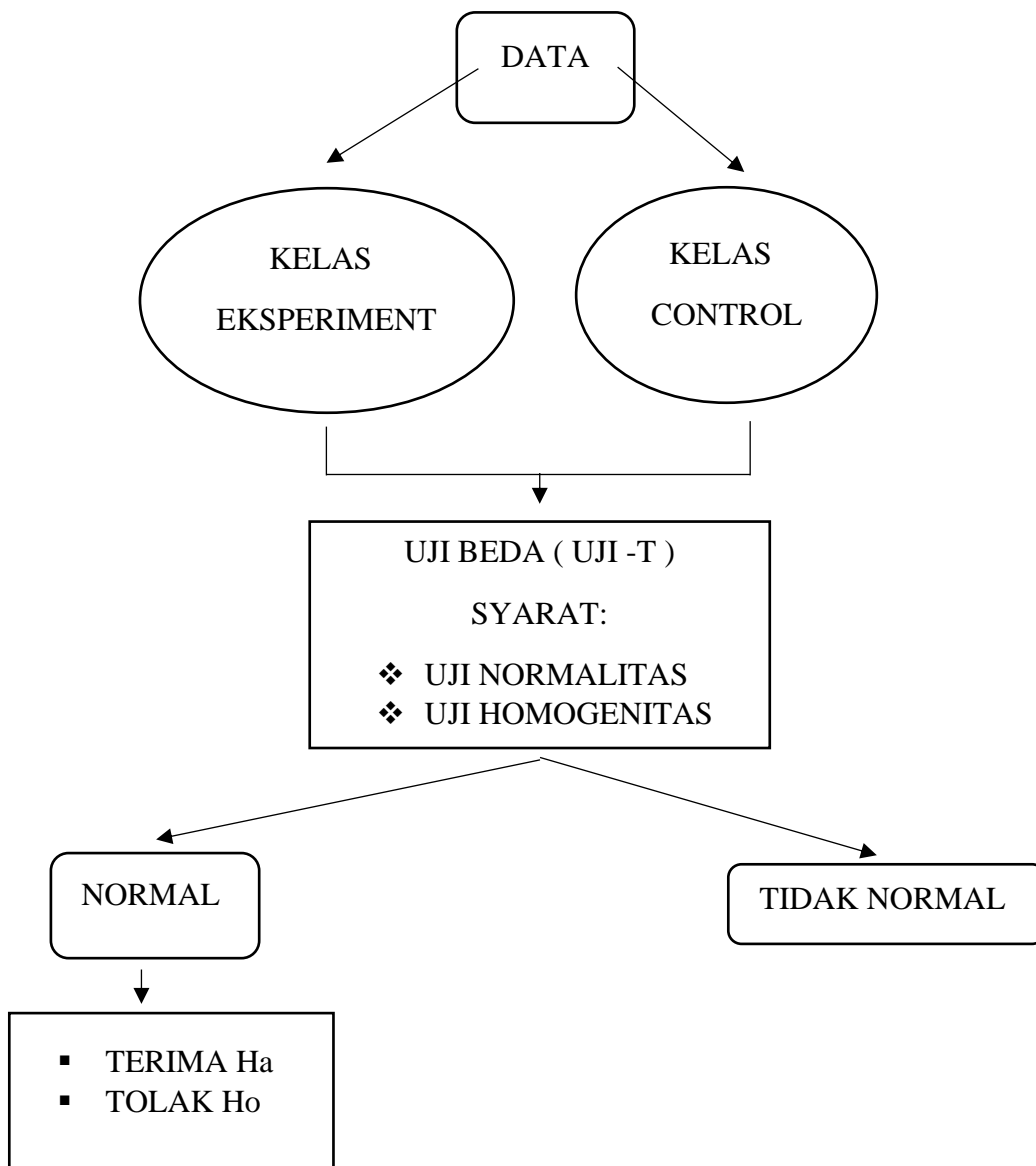 DATA
KELAS
EKSPERIMENT
KELAS
CONTROL
UJI BEDA ( UJI -T )
SYARAT:
❖ UJI NORMALITAS
❖ UJI HOMOGENITAS
NORMAL
TIDAK NORMAL
▪ TERIMA Ha
▪ TOLAK Ho